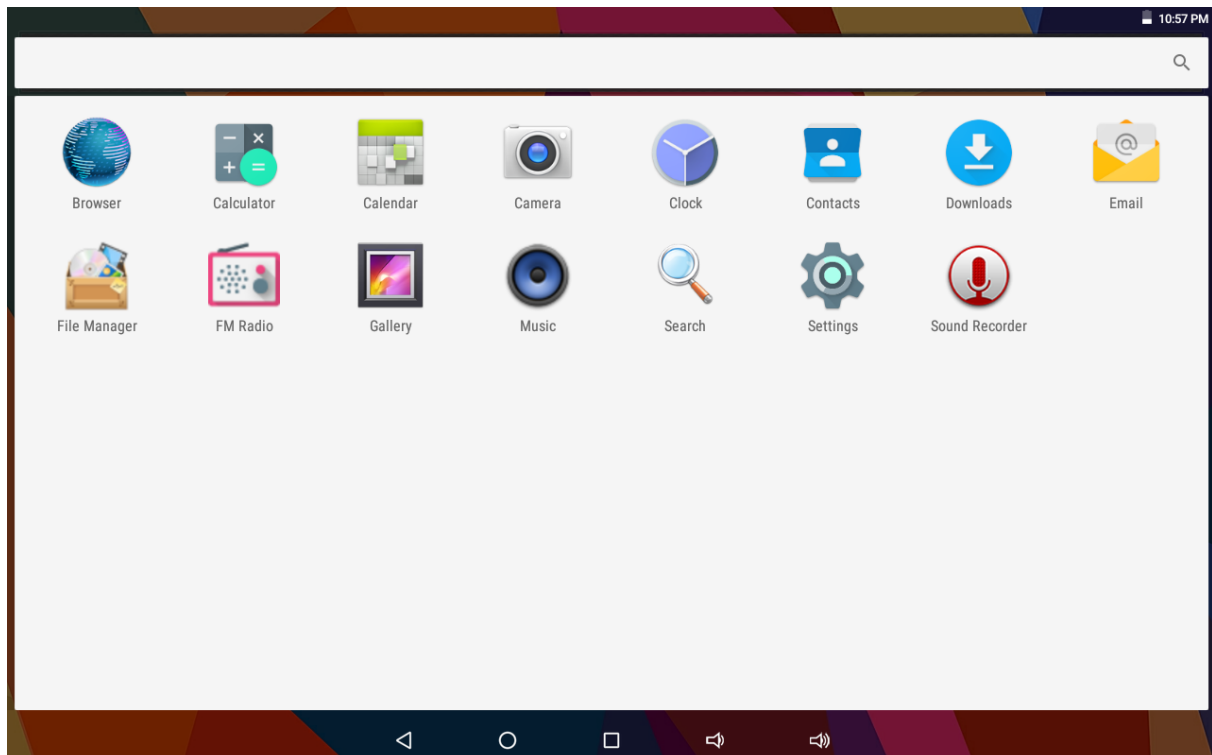 10:57 PM
Browser
Calculator
Calendar
Camera
Clock
Contacts
Downloads
Email
File Manager
FM Radio
Gallery
Music
Search
Settings
Sound Recorder